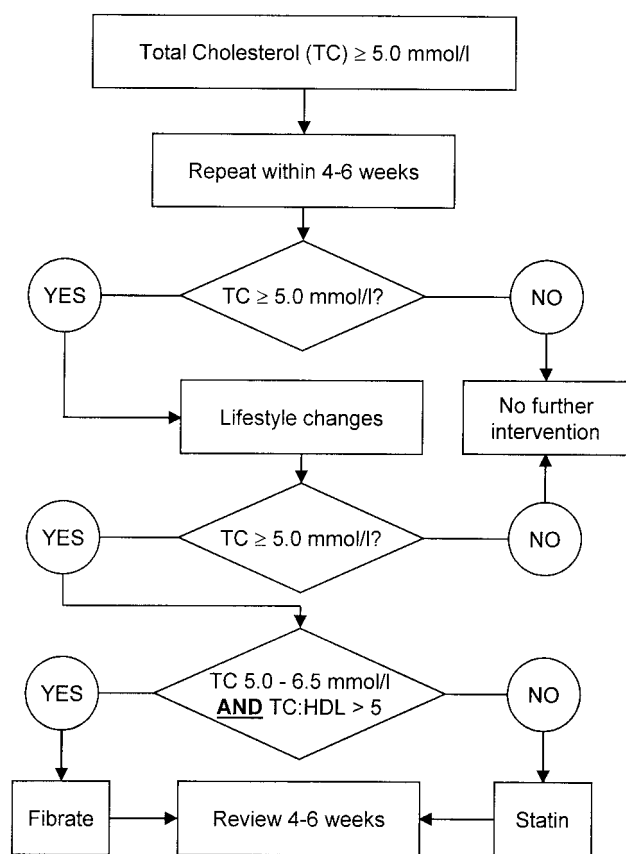 Total Cholesterol (TC) ≥ 5.0 mmol/l
Repeat within 4-6 weeks
YES
TC ≥ 5.0 mmol/l?
NO
Lifestyle changes
No further
intervention
YES
TC ≥ 5.0 mmol/l?
NO
YES
TC 5.0 - 6.5 mmol/l
AND TC:HDL > 5
NO
Fibrate
Review 4-6 weeks
Statin